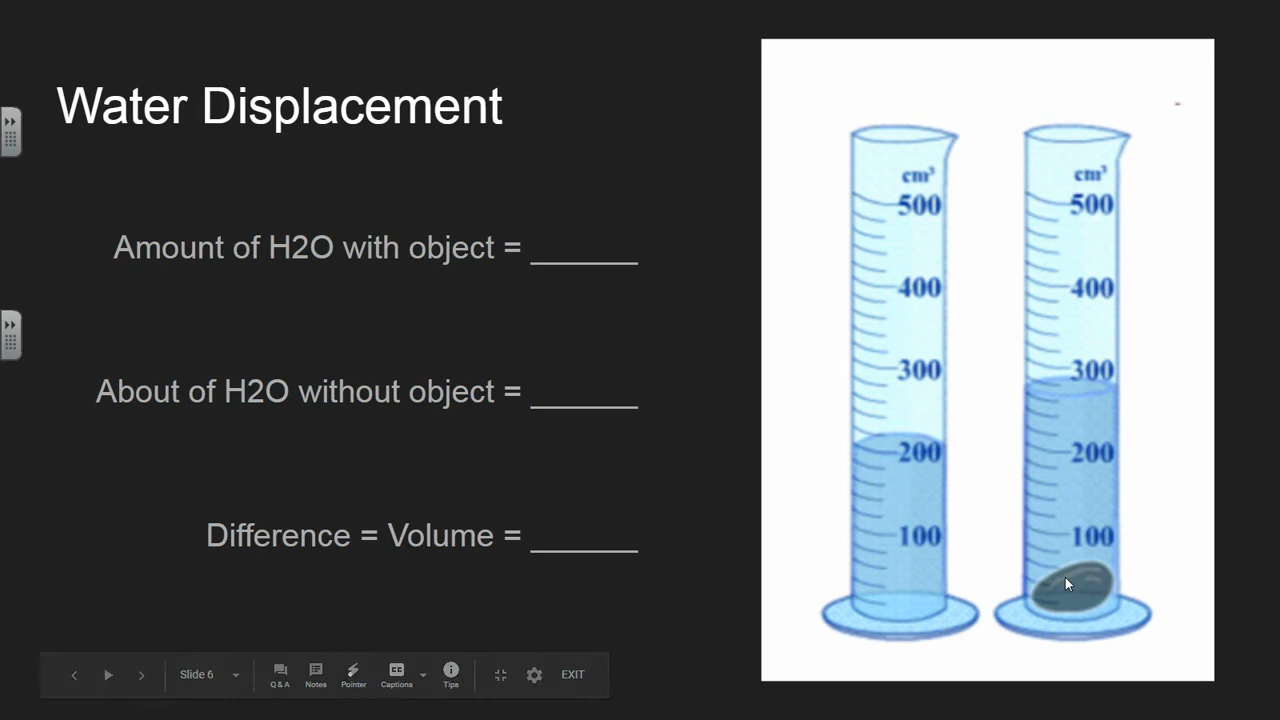 Water Displacement
Amount of H2O with object = ______
About of H2O without object = ______
Difference = Volume = ______
cm³
500
400
300
200
100
cm³
500
400
300
200
100
Slide 6
Q & A
Notes
Pointer
CC
Captions
Tips
EXIT